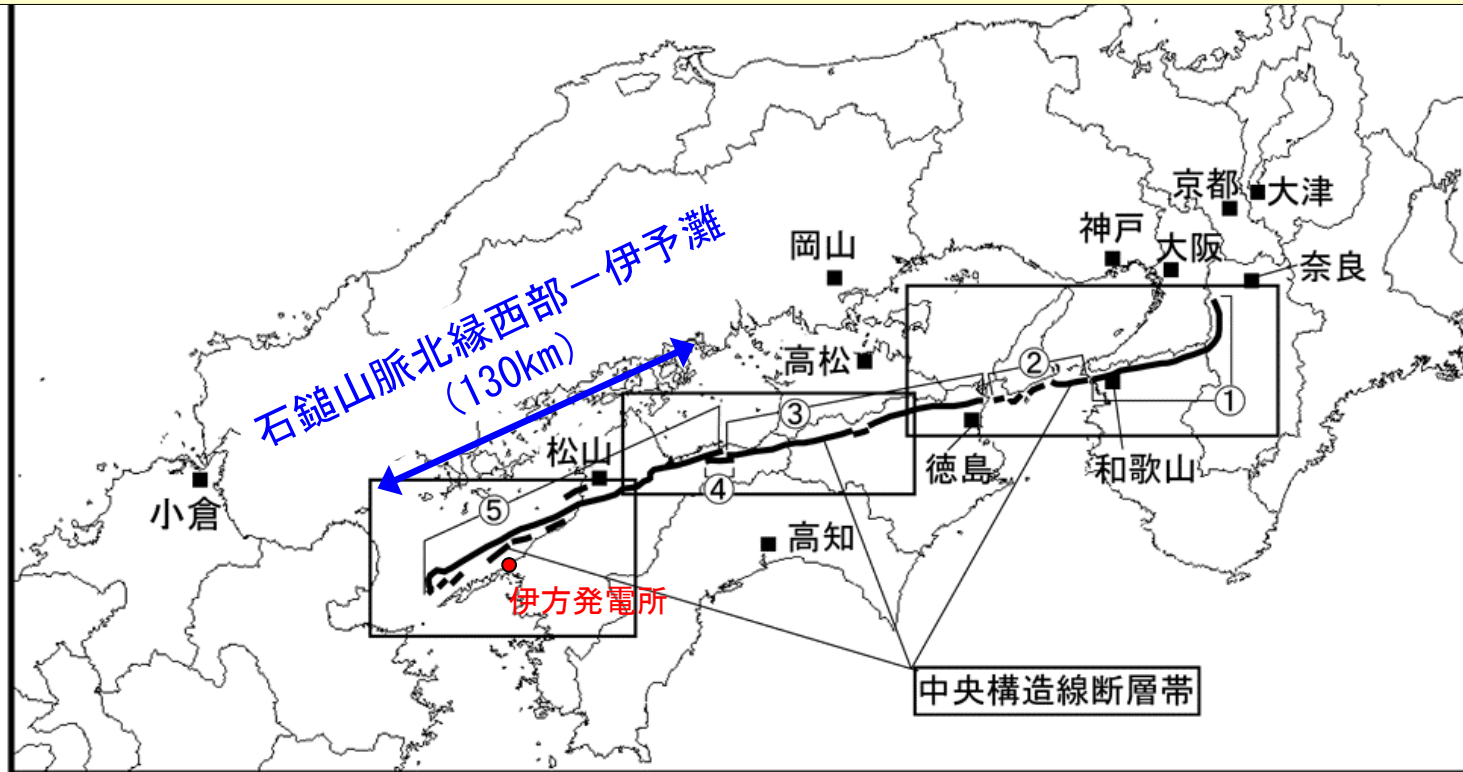 京都
大津
神戸
大阪
奈良
岡山
石鎚山脈北縁西部－伊予灘
(130km)
高松
②
①
③
松山
徳島
和歌山
④
小倉
⑤
高知
伊方発電所
中央構造線断層帯